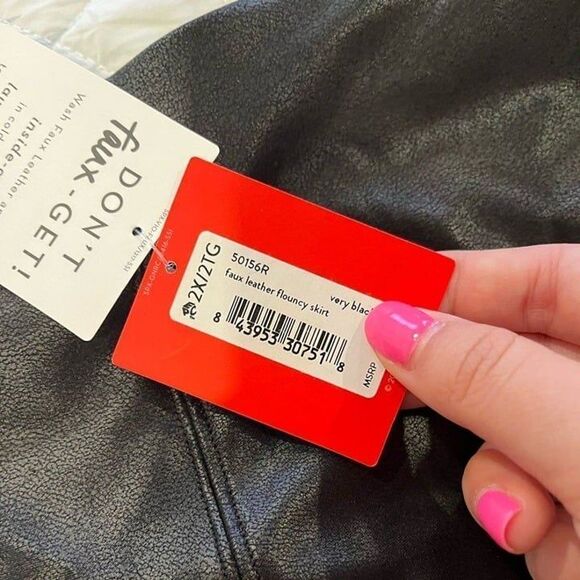 DON'T
faux-GET!
Wash Faux Leather
inside-
in cold
50156R
very blac
faux leather flouncy skirt
2X/2TG
8 43953 30751 8
MSRP